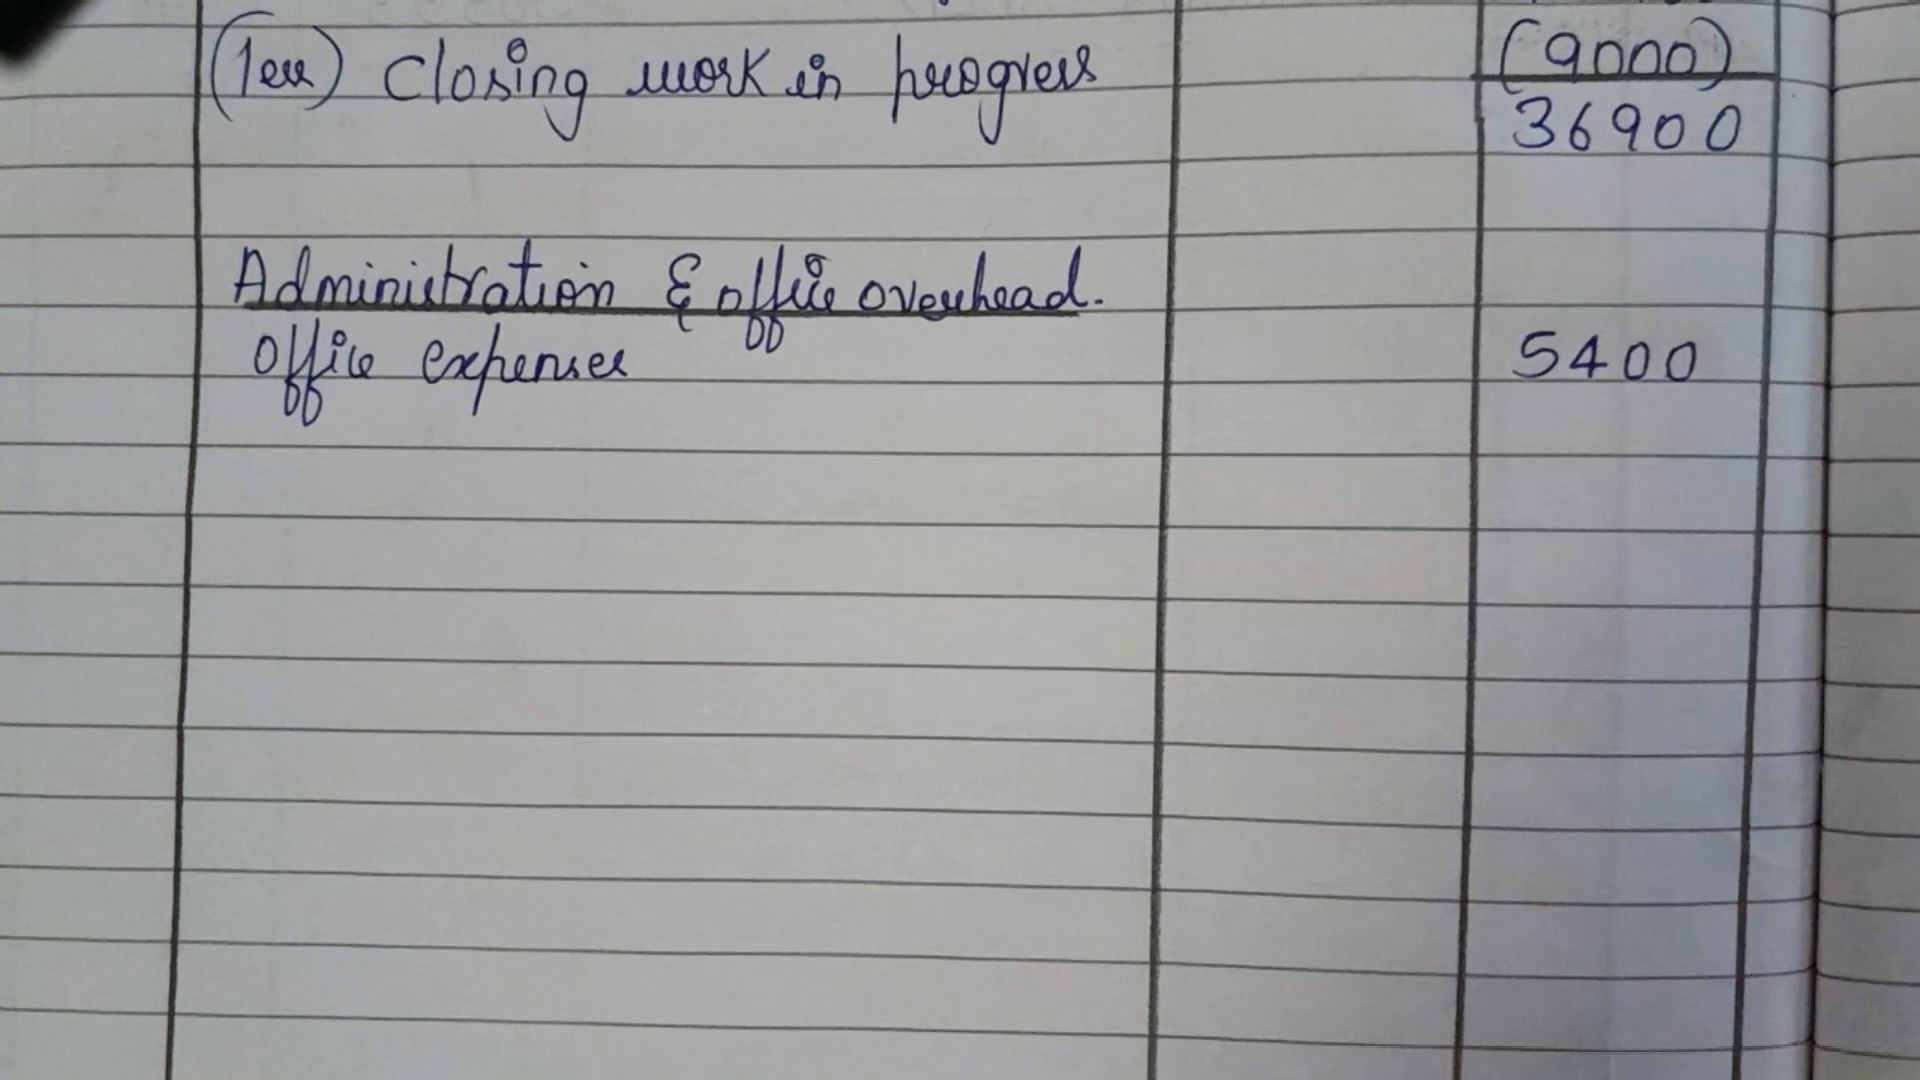 (Less) Closing work in progress (9000)
36900
Administration & office overhead.
Office expenses 5400